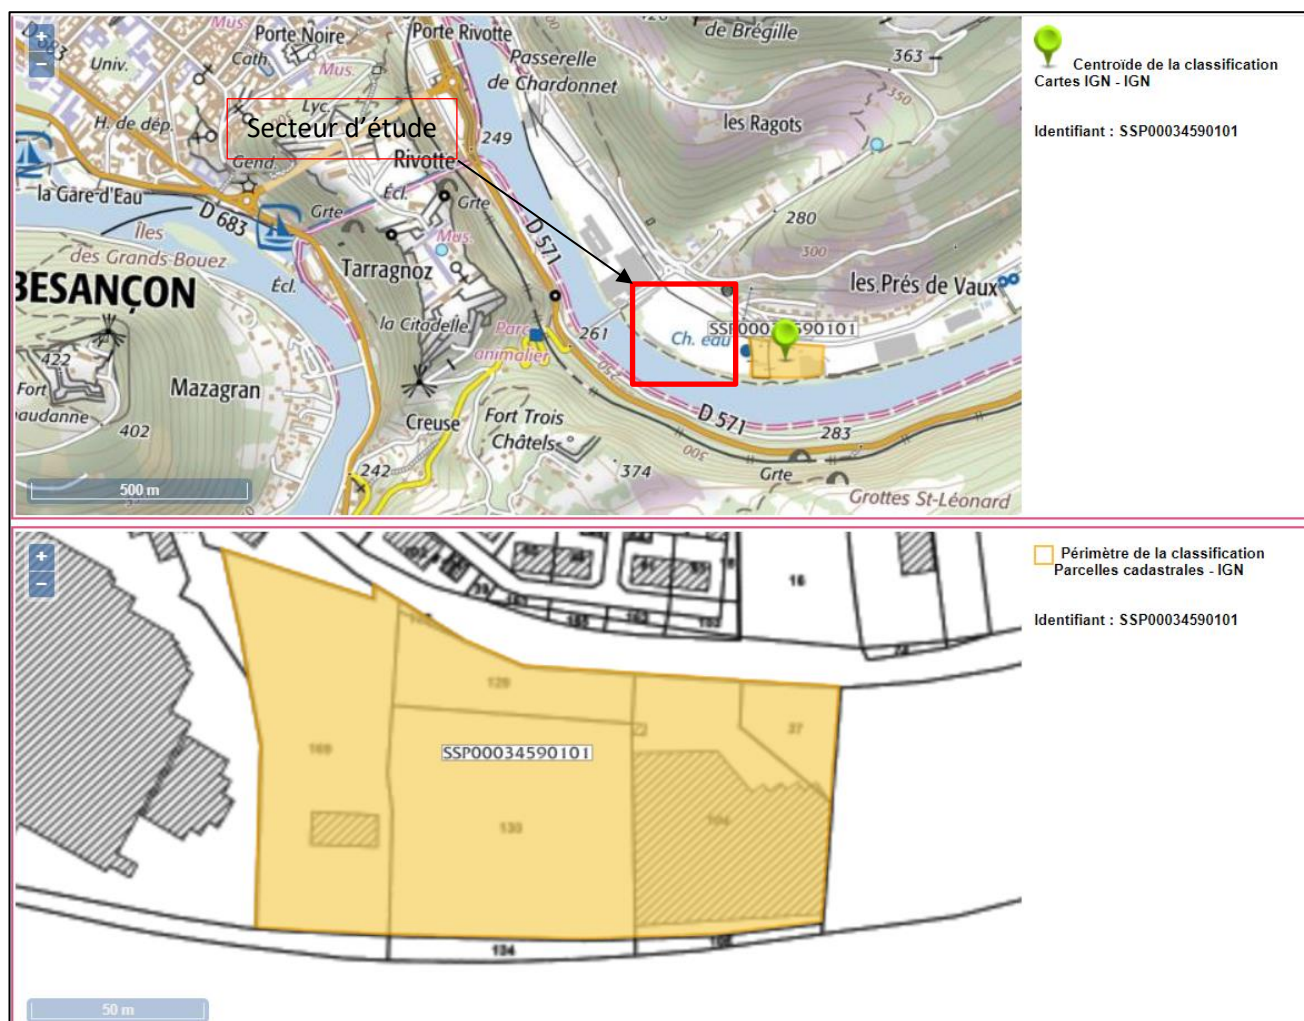 +
−
D 683
Mus.
Porte Noire
Porte Rivotte
de Brégille
363
Univ.
Cath.
Mus.
Passerelle
de Chardonnet
350
Lyc.
H. de dép.
Secteur d'étude
249
les Ragots
Gend.
Rivotte
la Gare d'Eau
D 683
Écl.
Grte
Grte
280
Îles
des Grands Bouez
Mus.
D 571
300
BESANÇON
Écl.
Tarragnoz
les Prés de Vaux
la Citadelle
Parc
animalier
261
Ch. eau
SSP00034590101
422
Fort
Mazagran
250
D 571
402
Creuse
Fort Trois
Châtels
283
242
374
300
Grte
Grottes St-Léonard
500 m
Centroïde de la classification
Cartes IGN - IGN
Identifiant : SSP00034590101
+
−
16
129
169
SSP00034590101
37
130
104
134
50 m
Périmètre de la classification
Parcelles cadastrales - IGN
Identifiant : SSP00034590101